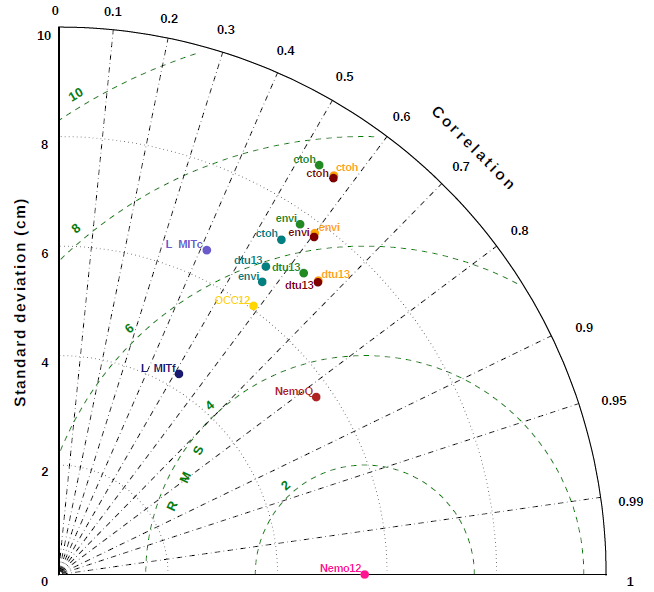 0 0.1 0.2 0.3 0.4 0.5 0.6 0.7 0.8 0.9 0.95 0.99 1
Correlation
Standard deviation (cm)
10
8
6
4
2
0
10
8
6
4
2
R M S
ctoh
ctoh
ctoh
envi
envi
envi
ctoh
L MITc
dtu13
dtu13
dtu13
envi
dtu13
OCC12
L MITf
NemoQ
Nemo12